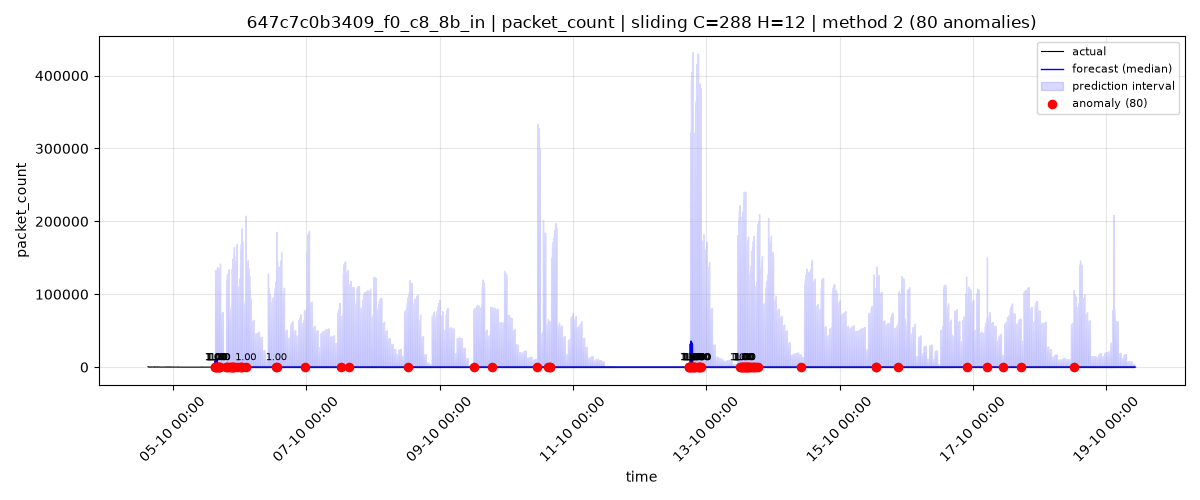 647c7c0b3409_f0_c8_8b_in | packet_count | sliding C=288 H=12 | method 2 (80 anomalies)
actual
forecast (median)
prediction interval
anomaly (80)
packet_count
400000
300000
200000
100000
0
1.00
1.00
05-10 00:00
07-10 00:00
09-10 00:00
11-10 00:00
13-10 00:00
15-10 00:00
17-10 00:00
19-10 00:00
time